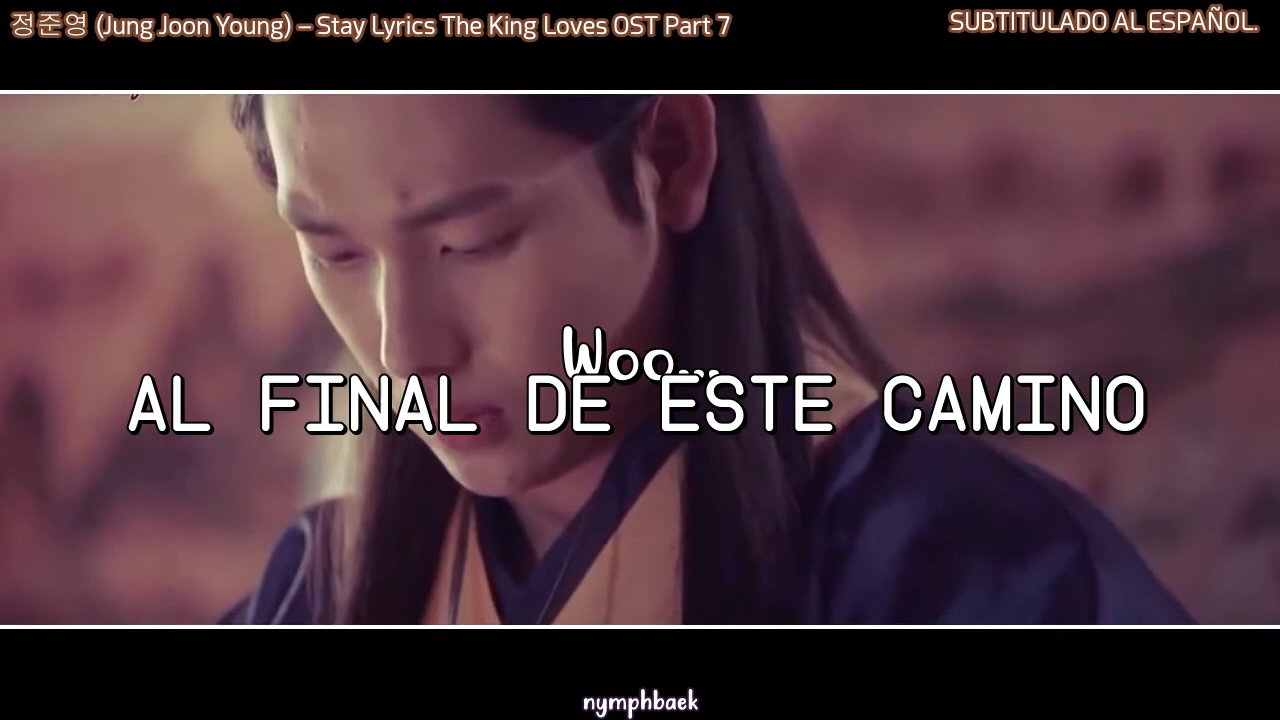 정준영 (Jung Joon Young) – Stay Lyrics The King Loves OST Part 7
SUBTITULADO AL ESPAÑOL.
Woo...
AL FINAL DE ESTE CAMINO
nymphbaek